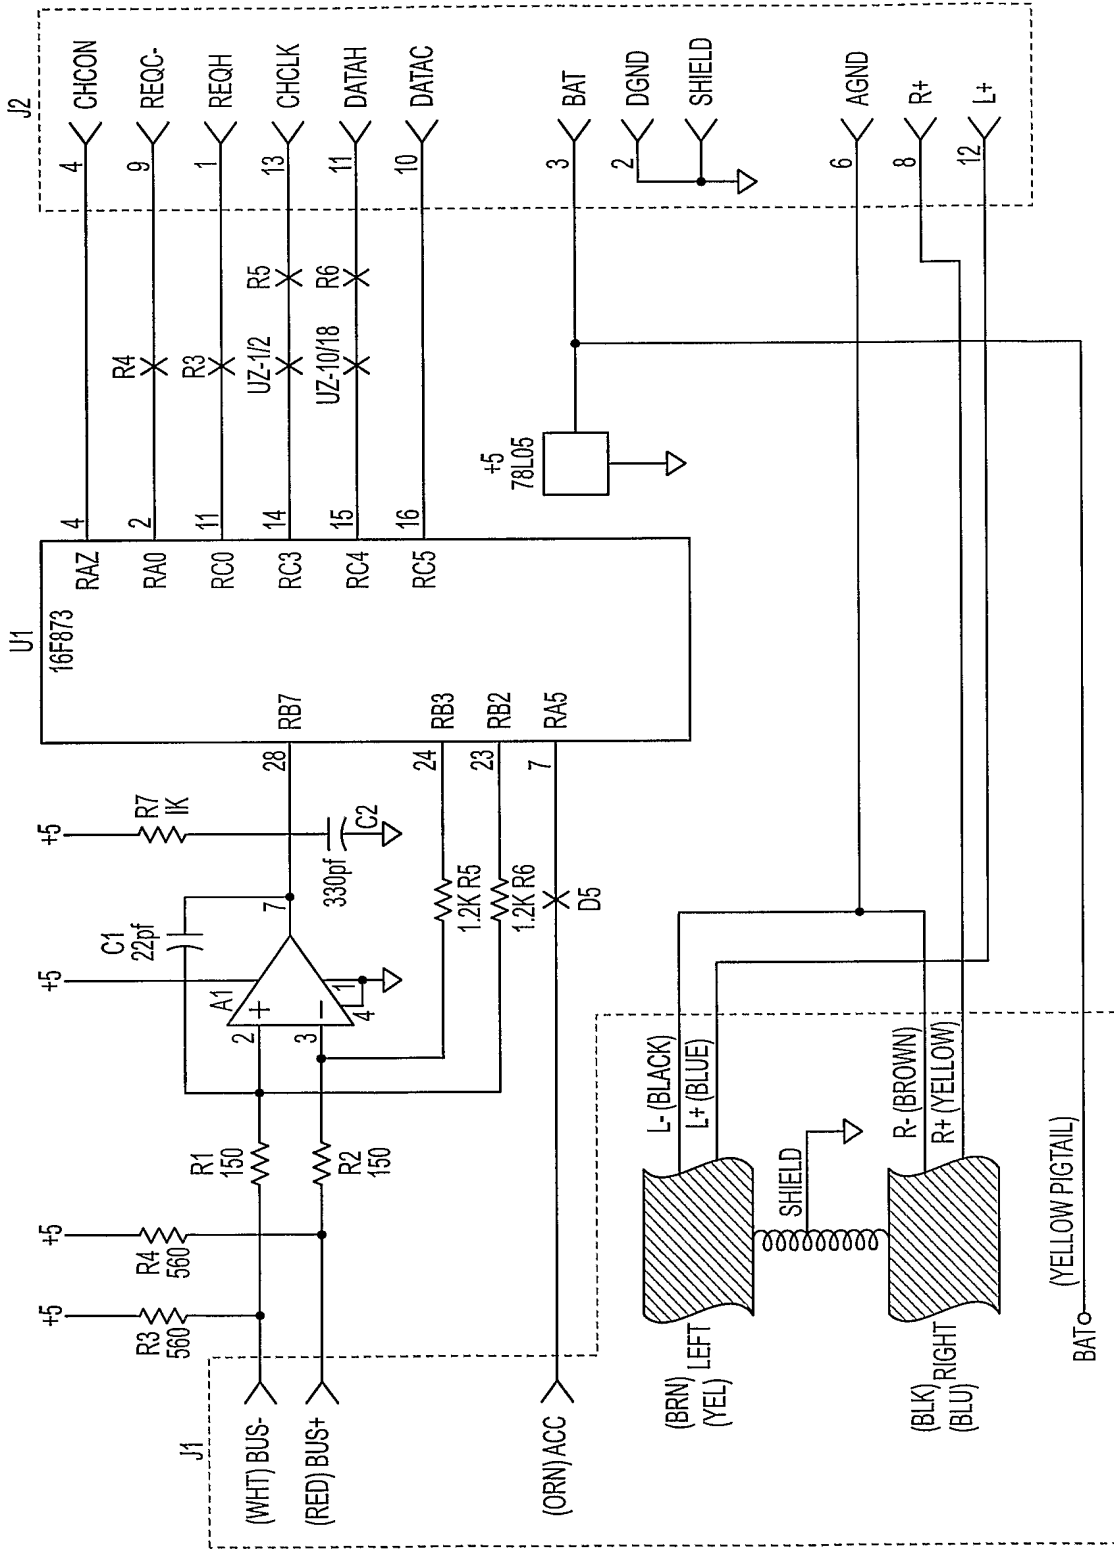 J2
4 CHCON
9 REQC-
1 REQH
13 CHCLK
11 DATAH
10 DATAC
3 BAT
2 DGND
SHIELD
6 AGND
8 R+
12 L+
R4
R3
UZ-1/2 R5
UZ-10/18 R6
+5
78L05
U1
16F873
RAZ 4
RA0 2
RC0 11
RC3 14
RC4 15
RC5 16
28 RB7
24 RB3
23 RB2
7 RA5
+5
R7
IK
330pf
C2
C1
22pf
+5
A1
2 +
3 -
7
1
4
1.2K R5
1.2K R6
D5
R1
150
R2
150
+5
R4
560
+5
R3
560
J1
(WHT) BUS-
(RED) BUS+
(ORN) ACC
L- (BLACK)
L+ (BLUE)
(BRN)
(YEL)
LEFT
SHIELD
R- (BROWN)
R+ (YELLOW)
(BLK)
(BLU)
RIGHT
BAT
(YELLOW PIGTAIL)